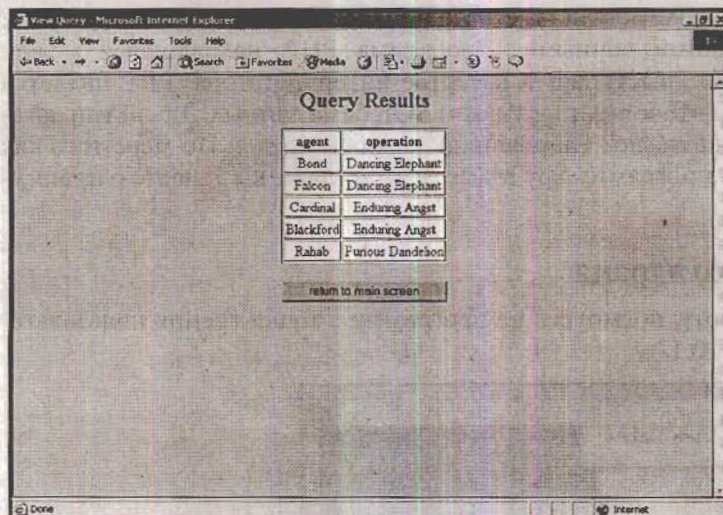 View Query - Microsoft Internet Explorer
File Edit View Favorites Tools Help
Back Search Favorites Media
Query Results
agent operation
Bond Dancing Elephant
Falcon Dancing Elephant
Cardinal Enduring Angst
Blackford Enduring Angst
Rahab Furious Dandelion
return to main screen
Done Internet